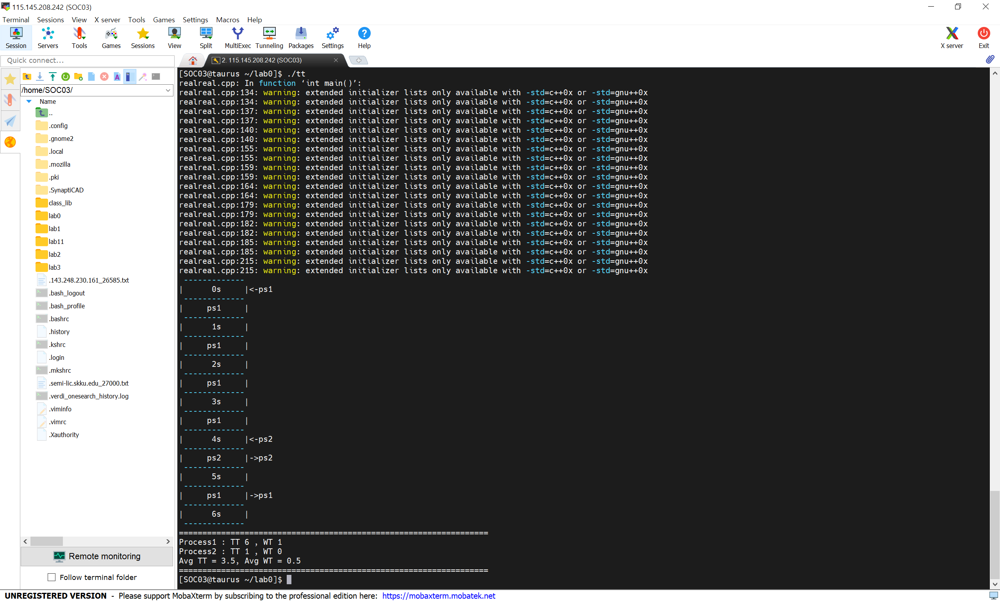 115.145.208.242 (SOC03)
Terminal Sessions View X server Tools Games Settings Macros Help
Session Servers Tools Games Sessions View Split MultiExec Tunneling Packages Settings Help X server Exit
Quick connect...
2. 115.145.208.242 (SOC03)
/home/SOC03/
Name
..
.config
.gnome2
.local
.mozilla
.pki
.SynaptiCAD
class_lib
lab0
lab1
lab11
lab2
lab3
.143.248.230.161_26585.txt
.bash_logout
.bash_profile
.bashrc
.history
.kshrc
.login
.mkshrc
.semi-lic.skku.edu_27000.txt
.verdi_onesearch_history.log
.viminfo
.vimrc
.Xauthority
Remote monitoring
Follow terminal folder
[SOC03@taurus ~/lab0]$ ./tt
realreal.cpp: In function ‘int main()’:
realreal.cpp:134: warning: extended initializer lists only available with -std=c++0x or -std=gnu++0x
realreal.cpp:134: warning: extended initializer lists only available with -std=c++0x or -std=gnu++0x
realreal.cpp:137: warning: extended initializer lists only available with -std=c++0x or -std=gnu++0x
realreal.cpp:137: warning: extended initializer lists only available with -std=c++0x or -std=gnu++0x
realreal.cpp:140: warning: extended initializer lists only available with -std=c++0x or -std=gnu++0x
realreal.cpp:140: warning: extended initializer lists only available with -std=c++0x or -std=gnu++0x
realreal.cpp:155: warning: extended initializer lists only available with -std=c++0x or -std=gnu++0x
realreal.cpp:155: warning: extended initializer lists only available with -std=c++0x or -std=gnu++0x
realreal.cpp:159: warning: extended initializer lists only available with -std=c++0x or -std=gnu++0x
realreal.cpp:159: warning: extended initializer lists only available with -std=c++0x or -std=gnu++0x
realreal.cpp:164: warning: extended initializer lists only available with -std=c++0x or -std=gnu++0x
realreal.cpp:164: warning: extended initializer lists only available with -std=c++0x or -std=gnu++0x
realreal.cpp:179: warning: extended initializer lists only available with -std=c++0x or -std=gnu++0x
realreal.cpp:179: warning: extended initializer lists only available with -std=c++0x or -std=gnu++0x
realreal.cpp:182: warning: extended initializer lists only available with -std=c++0x or -std=gnu++0x
realreal.cpp:182: warning: extended initializer lists only available with -std=c++0x or -std=gnu++0x
realreal.cpp:185: warning: extended initializer lists only available with -std=c++0x or -std=gnu++0x
realreal.cpp:185: warning: extended initializer lists only available with -std=c++0x or -std=gnu++0x
realreal.cpp:215: warning: extended initializer lists only available with -std=c++0x or -std=gnu++0x
realreal.cpp:215: warning: extended initializer lists only available with -std=c++0x or -std=gnu++0x
-------------
| 0s |<-ps1
-------------
| ps1 |
-------------
| 1s |
-------------
| ps1 |
-------------
| 2s |
-------------
| ps1 |
-------------
| 3s |
-------------
| ps1 |
-------------
| 4s |<-ps2
-------------
| ps2 |->ps2
-------------
| 5s |
-------------
| ps1 |->ps1
-------------
| 6s |
-------------
==================================================================
Process1 : TT 6 , WT 1
Process2 : TT 1 , WT 0
Avg TT = 3.5, Avg WT = 0.5
==================================================================
[SOC03@taurus ~/lab0]$
UNREGISTERED VERSION - Please support MobaXterm by subscribing to the professional edition here: https://mobaxterm.mobatek.net